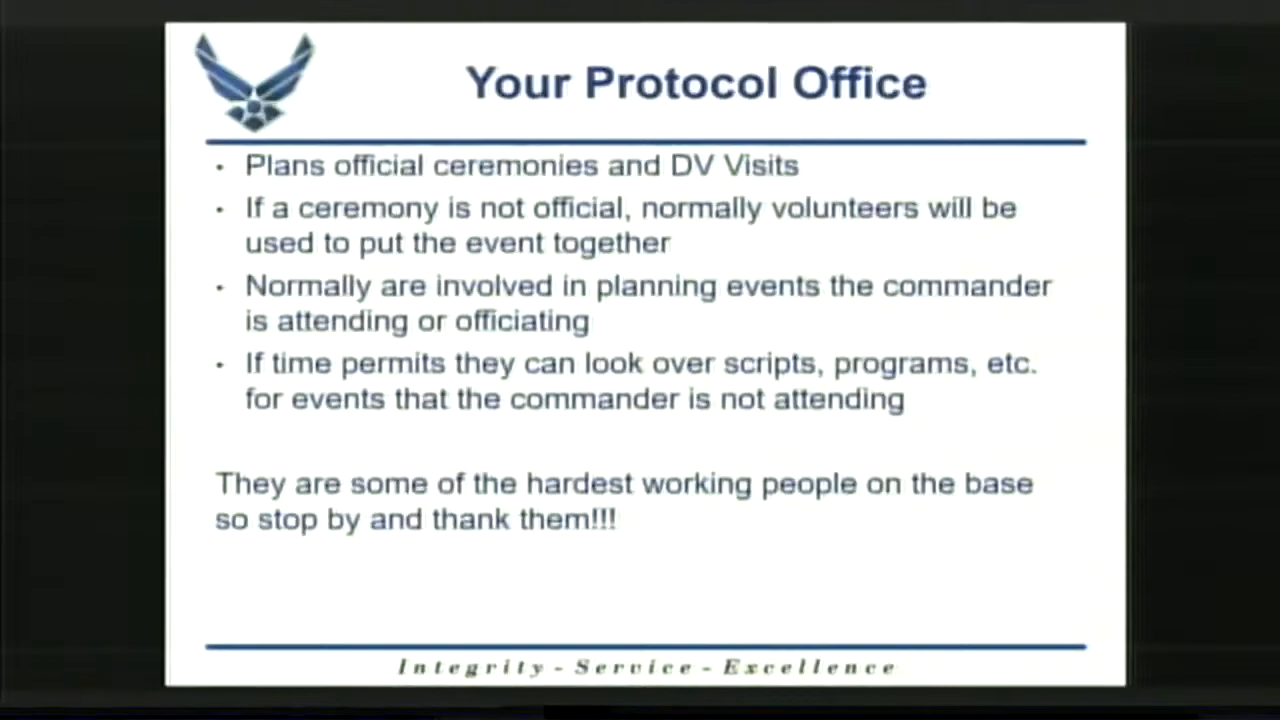 Your Protocol Office
• Plans official ceremonies and DV Visits
• If a ceremony is not official, normally volunteers will be
used to put the event together
• Normally are involved in planning events the commander
is attending or officiating
• If time permits they can look over scripts, programs, etc.
for events that the commander is not attending
They are some of the hardest working people on the base
so stop by and thank them!!!
Integrity - Service - Excellence